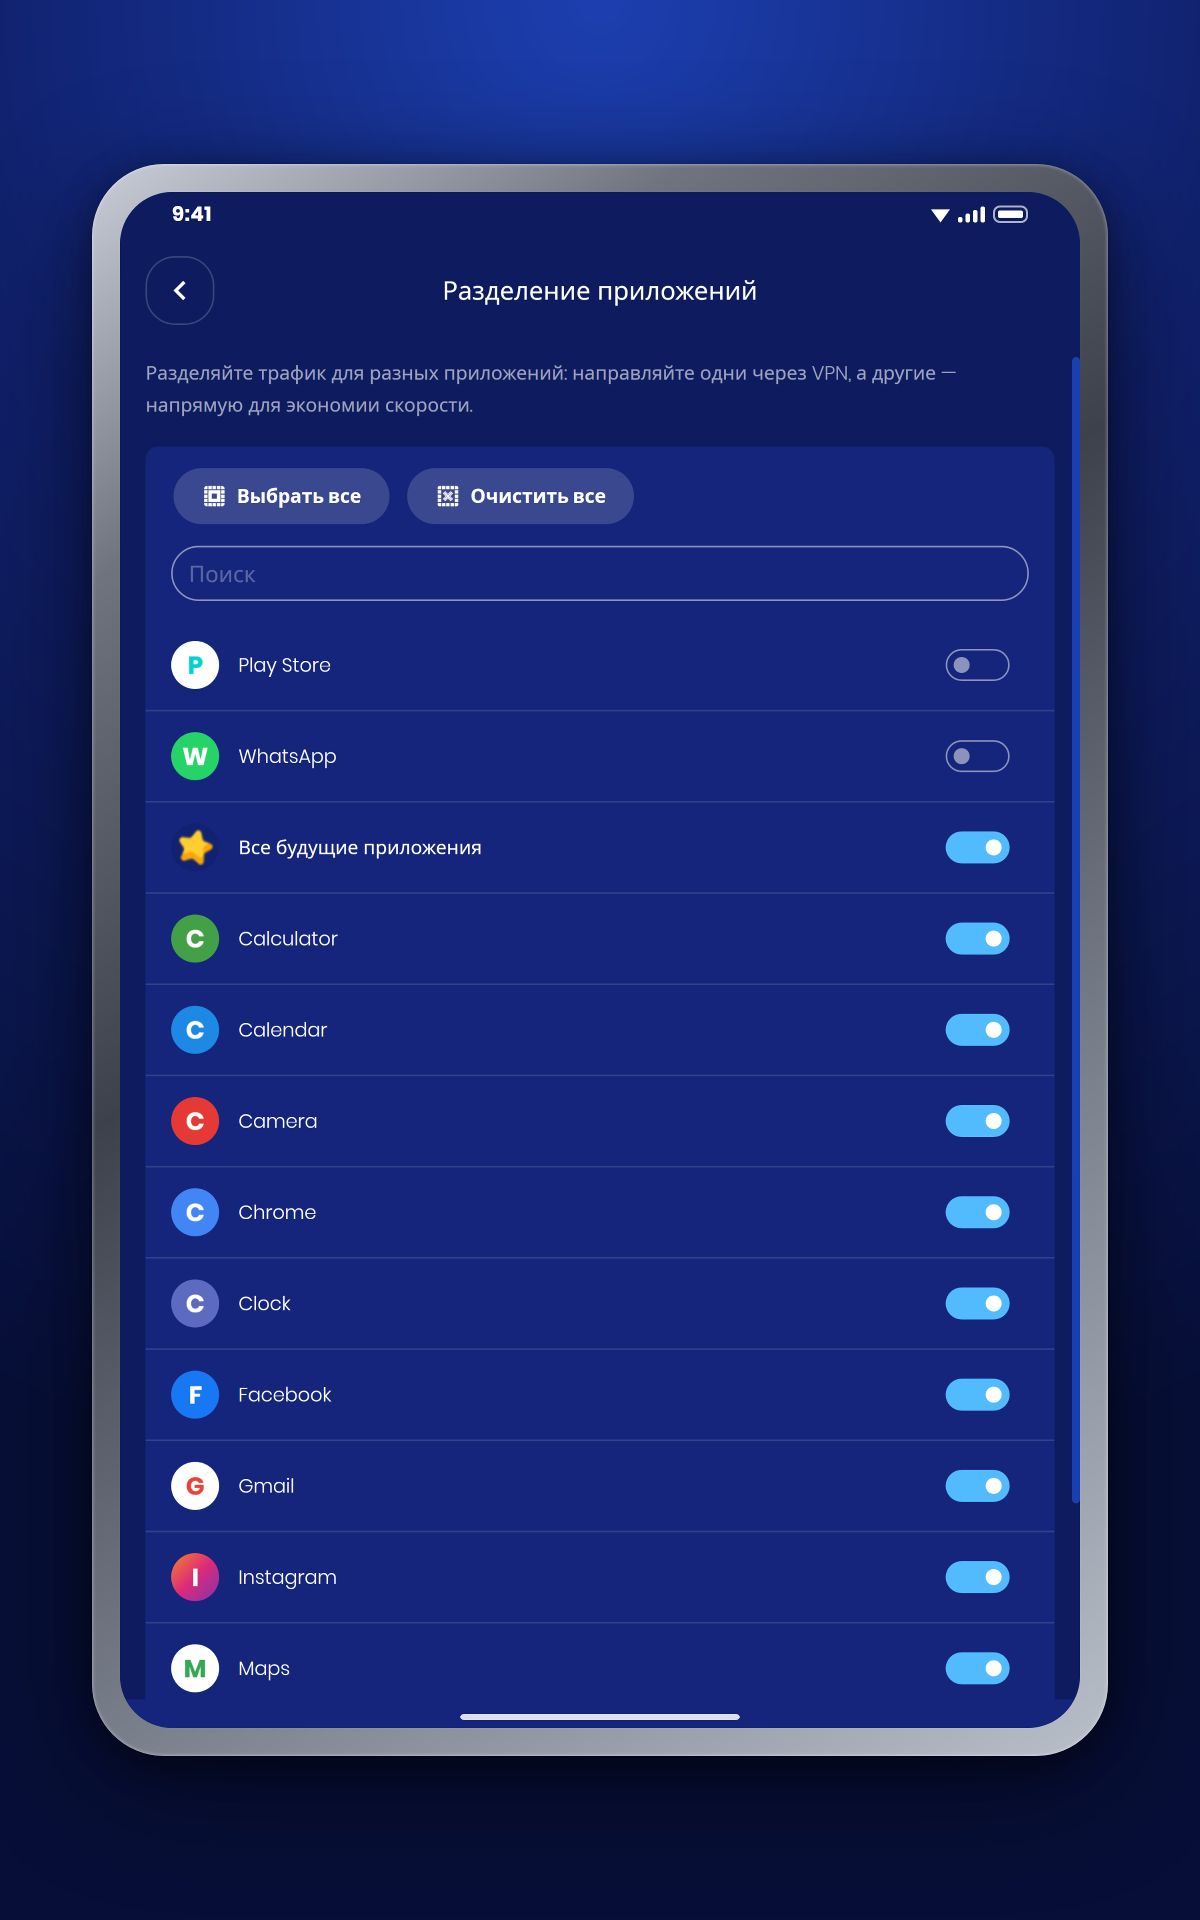 9:41
Разделение приложений
Разделяйте трафик для разных приложений: направляйте одни через VPN, а другие —
напрямую для экономии скорости.
Выбрать все
Очистить все
Поиск
P Play Store
W WhatsApp
Все будущие приложения
C Calculator
C Calendar
C Camera
C Chrome
C Clock
F Facebook
G Gmail
I Instagram
M Maps